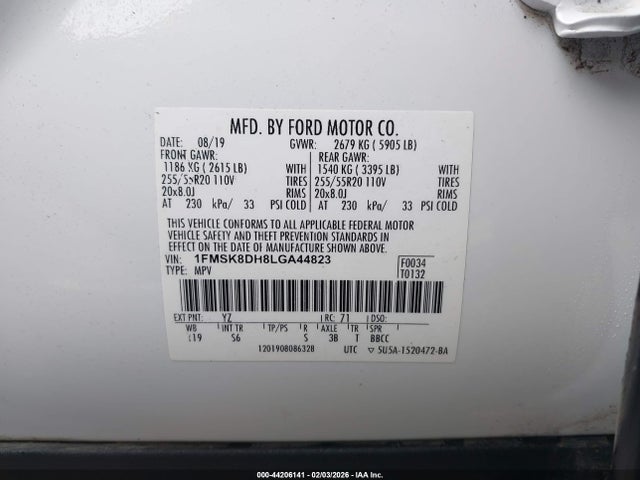 MFD. BY FORD MOTOR CO.
DATE: 08/19 GVWR: 2679 KG ( 5905 LB)
FRONT GAWR: REAR GAWR:
1186 KG ( 2615 LB) WITH 1540 KG ( 3395 LB) WITH
255/55R20 110V TIRES 255/55R20 110V TIRES
20x8.0J RIMS 20x8.0J RIMS
AT 230 kPa/ 33 PSI COLD AT 230 kPa/ 33 PSI COLD
THIS VEHICLE CONFORMS TO ALL APPLICABLE FEDERAL MOTOR
VEHICLE SAFETY AND THEFT PREVENTION STANDARDS IN
EFFECT ON THE DATE OF MANUFACTURE SHOWN ABOVE.
VIN: 1FMSK8DH8LGA44823 F0034
TYPE: MPV T0132
EXT PNT: YZ RC: 71 DSO:
WB INT TR TP/PS R AXLE TR SPR
119 S6 S 3B T BBCC
1201908086328 UTC ▽ SU5A-1520472-BA
000-44206141 - 02/03/2026 - IAA Inc.